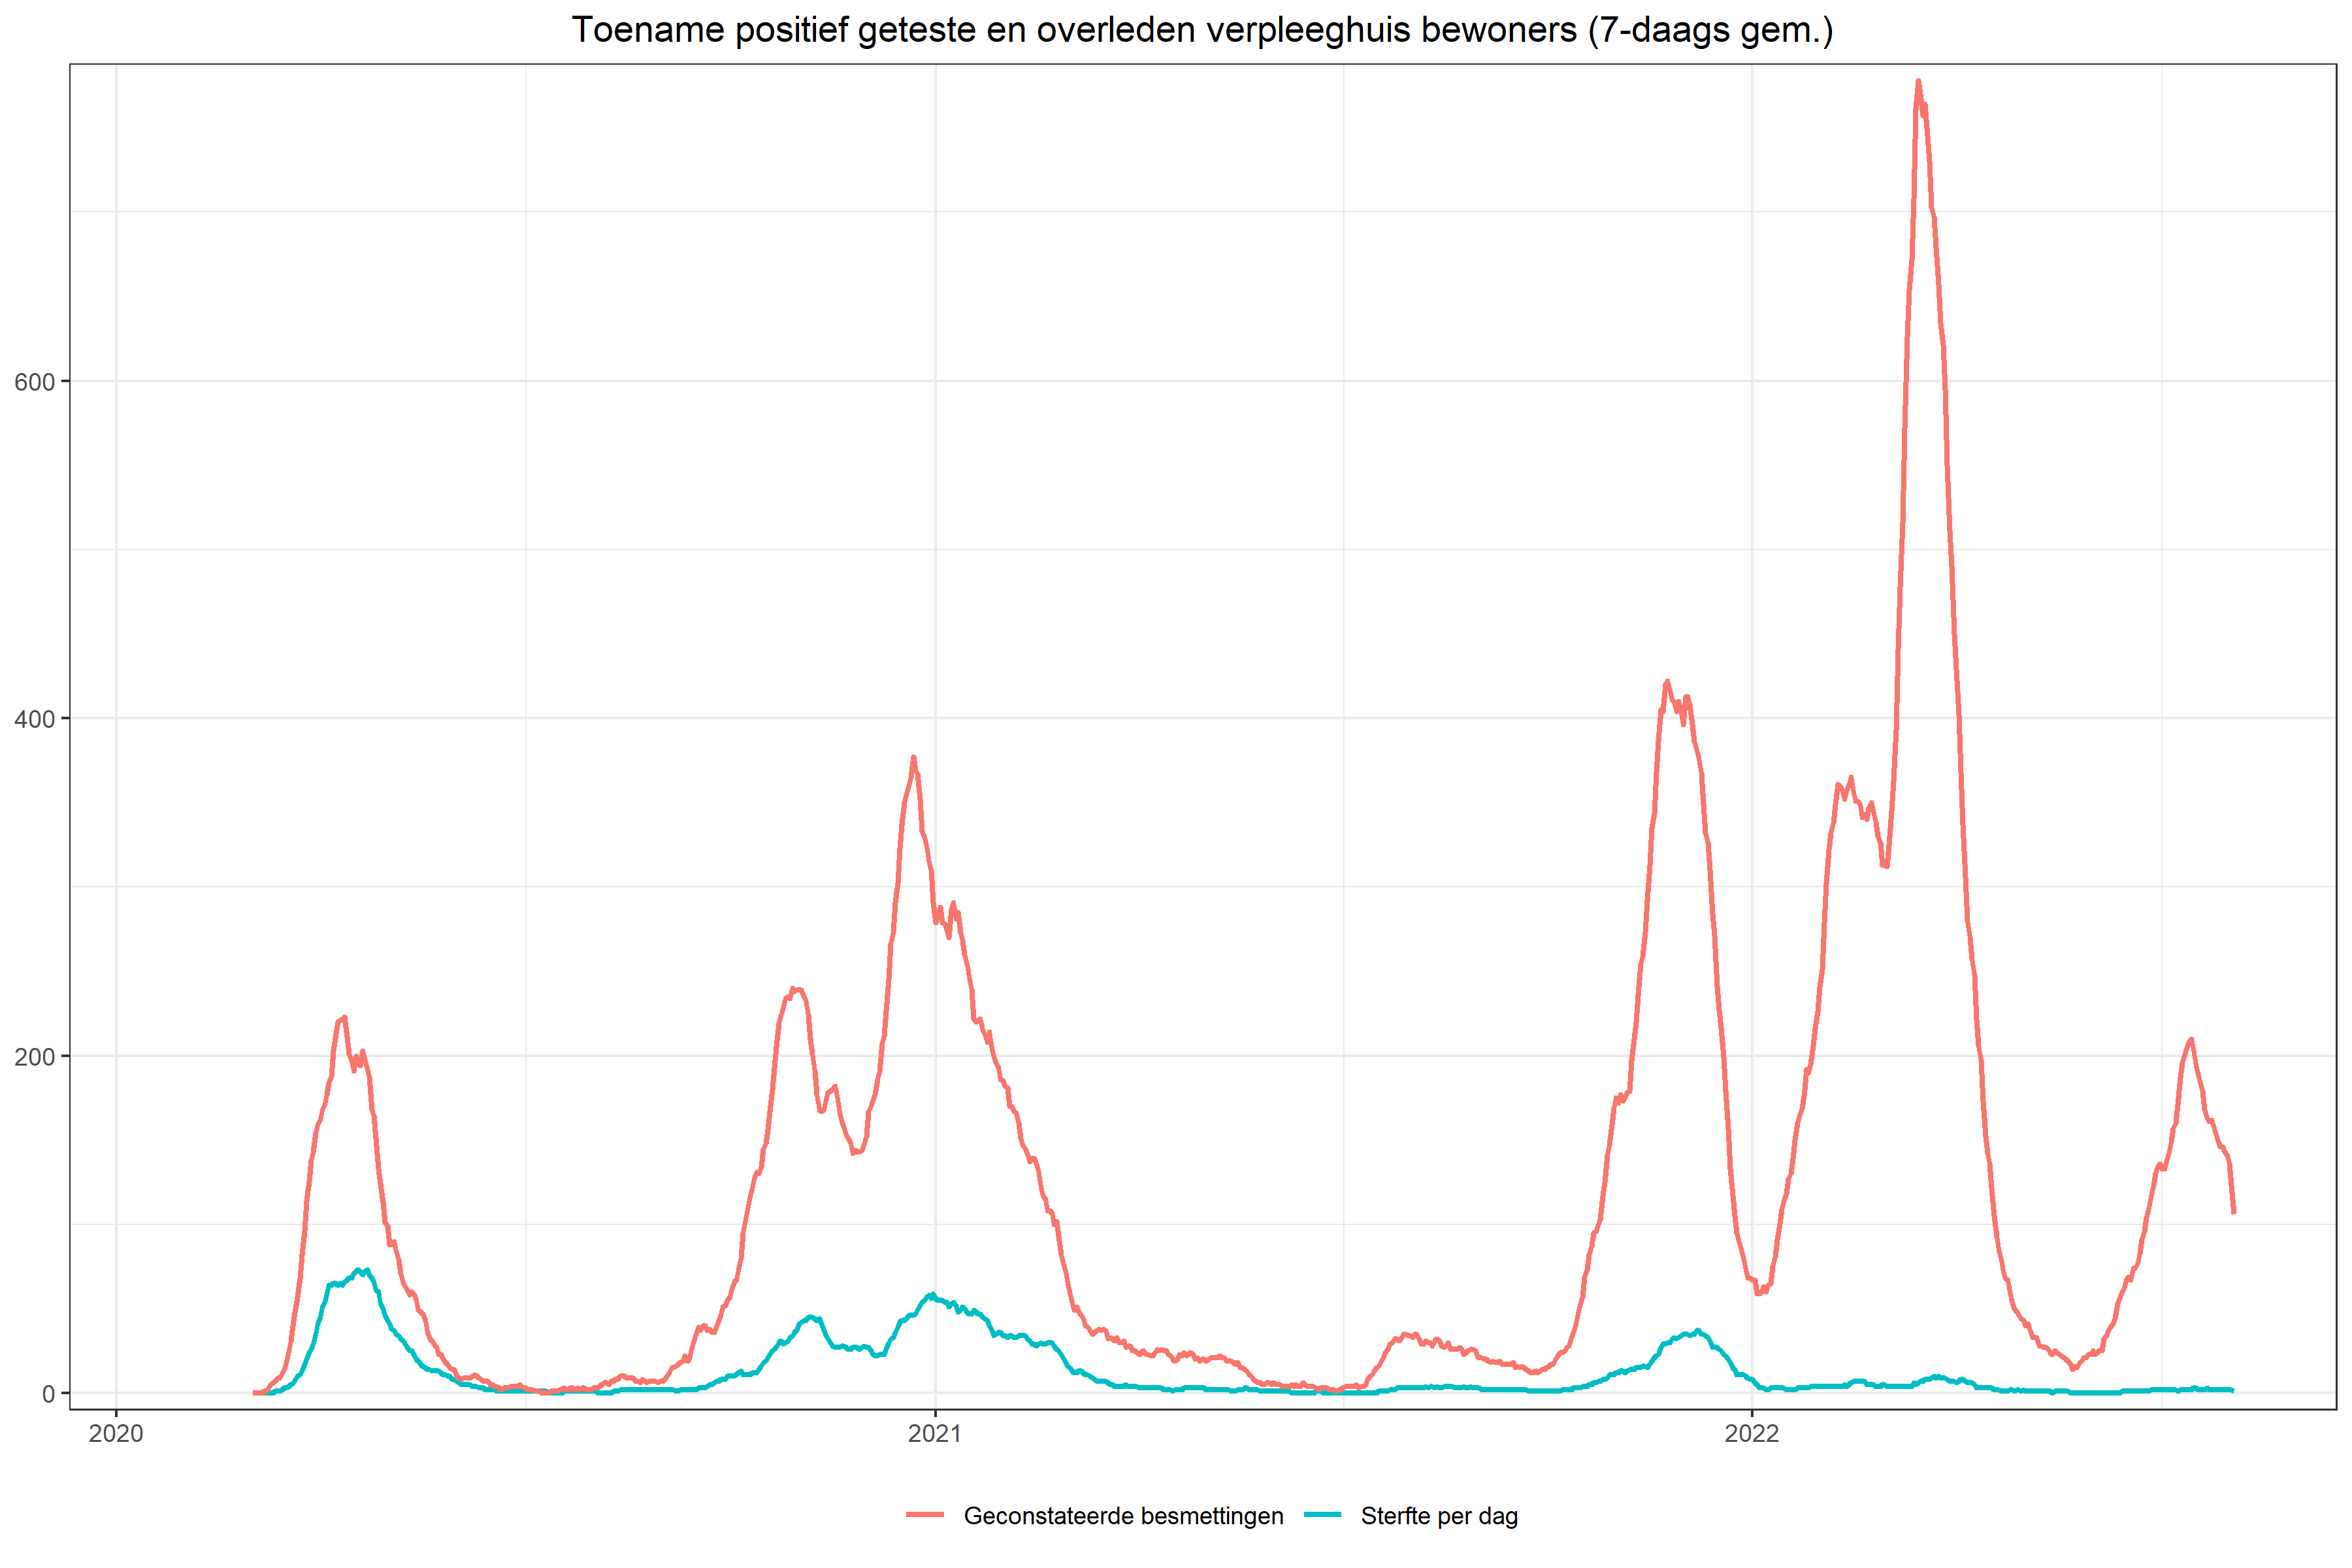 Toename positief geteste en overleden verpleeghuis bewoners (7-daags gem.)
600
400
200
0
2020 2021 2022
Geconstateerde besmettingen Sterfte per dag